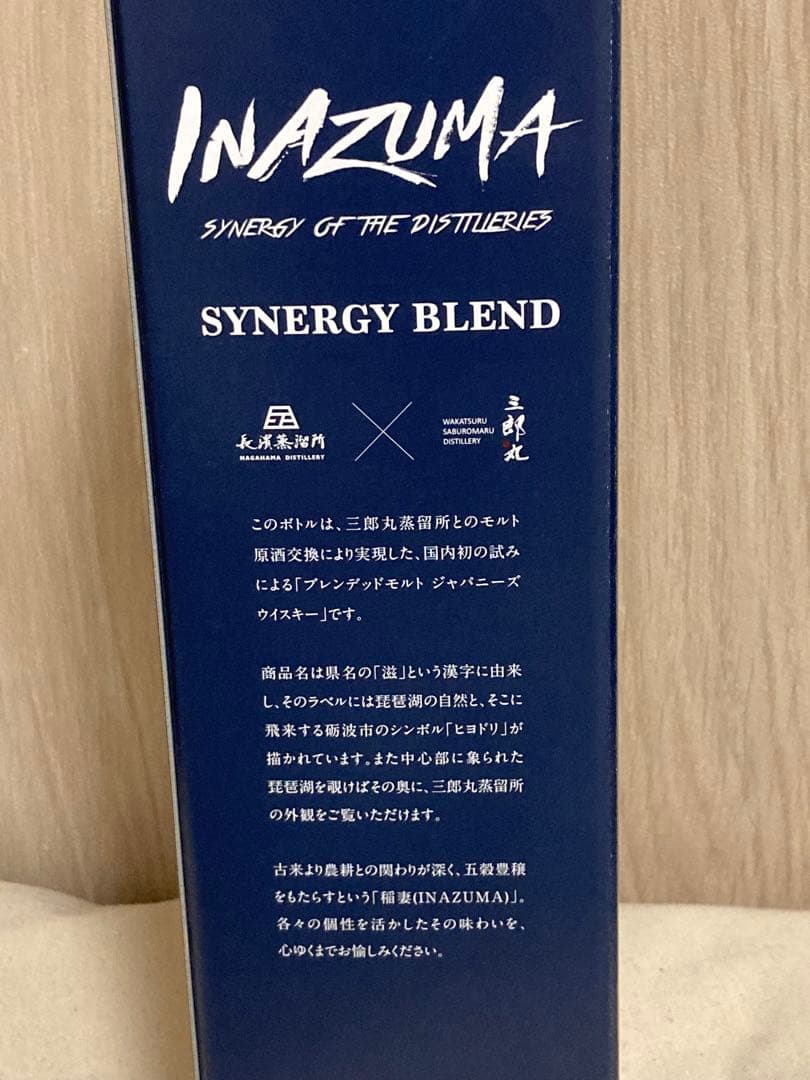 INAZUMA
SYNERGY OF THE DISTILLERIES
SYNERGY BLEND
長濱蒸溜所
NAGAHAMA DISTILLERY
WAKATSURU
SABUROMARU
DISTILLERY
三郎丸
このボトルは、三郎丸蒸留所とのモルト
原酒交換により実現した、国内初の試み
による「ブレンデッドモルト ジャパニーズ
ウイスキー」です。
商品名は県名の「滋」という漢字に由来
し、そのラベルには琵琶湖の自然と、そこに
飛来する砺波市のシンボル「ヒヨドリ」が
描かれています。また中心部に象られた
琵琶湖を覗けばその奥に、三郎丸蒸留所
の外観をご覧いただけます。
古来より農耕との関わりが深く、五穀豊穣
をもたらすという「稲妻(INAZUMA)」。
各々の個性を活かしたその味わいを、
心ゆくまでお愉しみください。